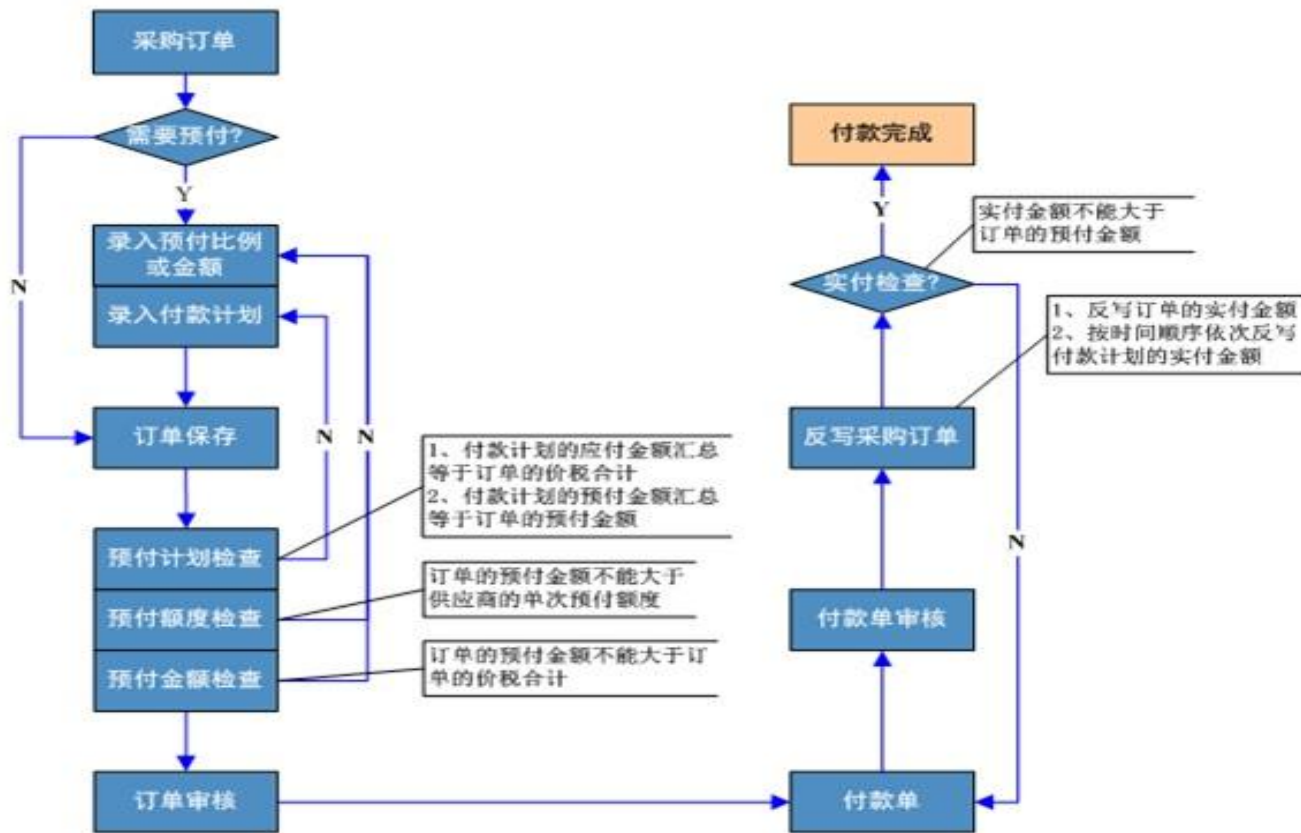 采购订单
需要预付?
Y
N
录入预付比例
或金额
录入付款计划
订单保存
N
N
预付计划检查
预付额度检查
预付金额检查
1、付款计划的应付金额汇总
等于订单的价税合计
2、付款计划的预付金额汇总
等于订单的预付金额
订单的预付金额不能大于
供应商的单次预付额度
订单的预付金额不能大于订
单的价税合计
订单审核
付款完成
Y
实付金额不能大于
订单的预付金额
实付检查?
1、反写订单的实付金额
2、按时间顺序依次反写
付款计划的实付金额
反写采购订单
N
付款单审核
付款单